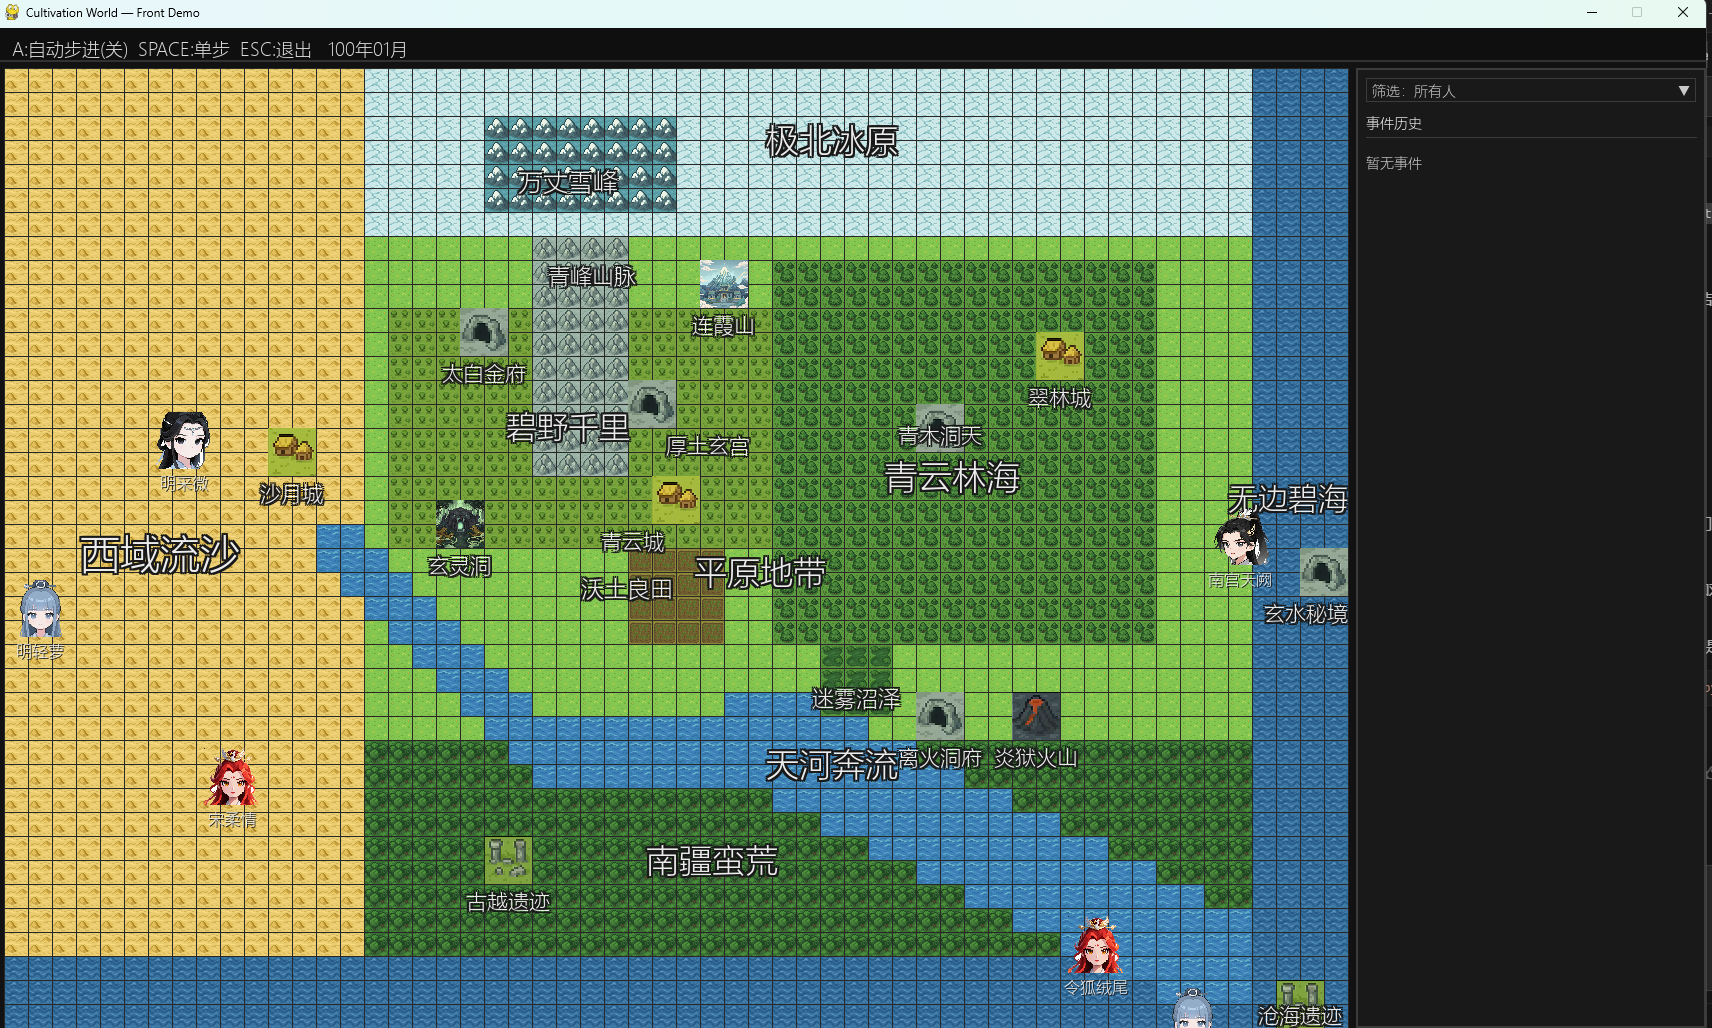 Cultivation World — Front Demo
A:自动步进(关) SPACE:单步 ESC:退出 100年01月
筛选: 所有人
事件历史
暂无事件
极北冰原
万丈雪峰
青峰山脉
连霞山
太白金府
翠林城
碧野千里
厚土玄宫
青木洞天
青云林海
明采微
沙月城
无边碧海
西域流沙
青云城
玄灵洞
沃土良田
平原地带
南宫天阙
玄水秘境
明轻萝
迷雾沼泽
天河奔流
离火洞府
炎狱火山
宋柔情
南疆蛮荒
古越遗迹
令狐绒尾
沧海遗迹